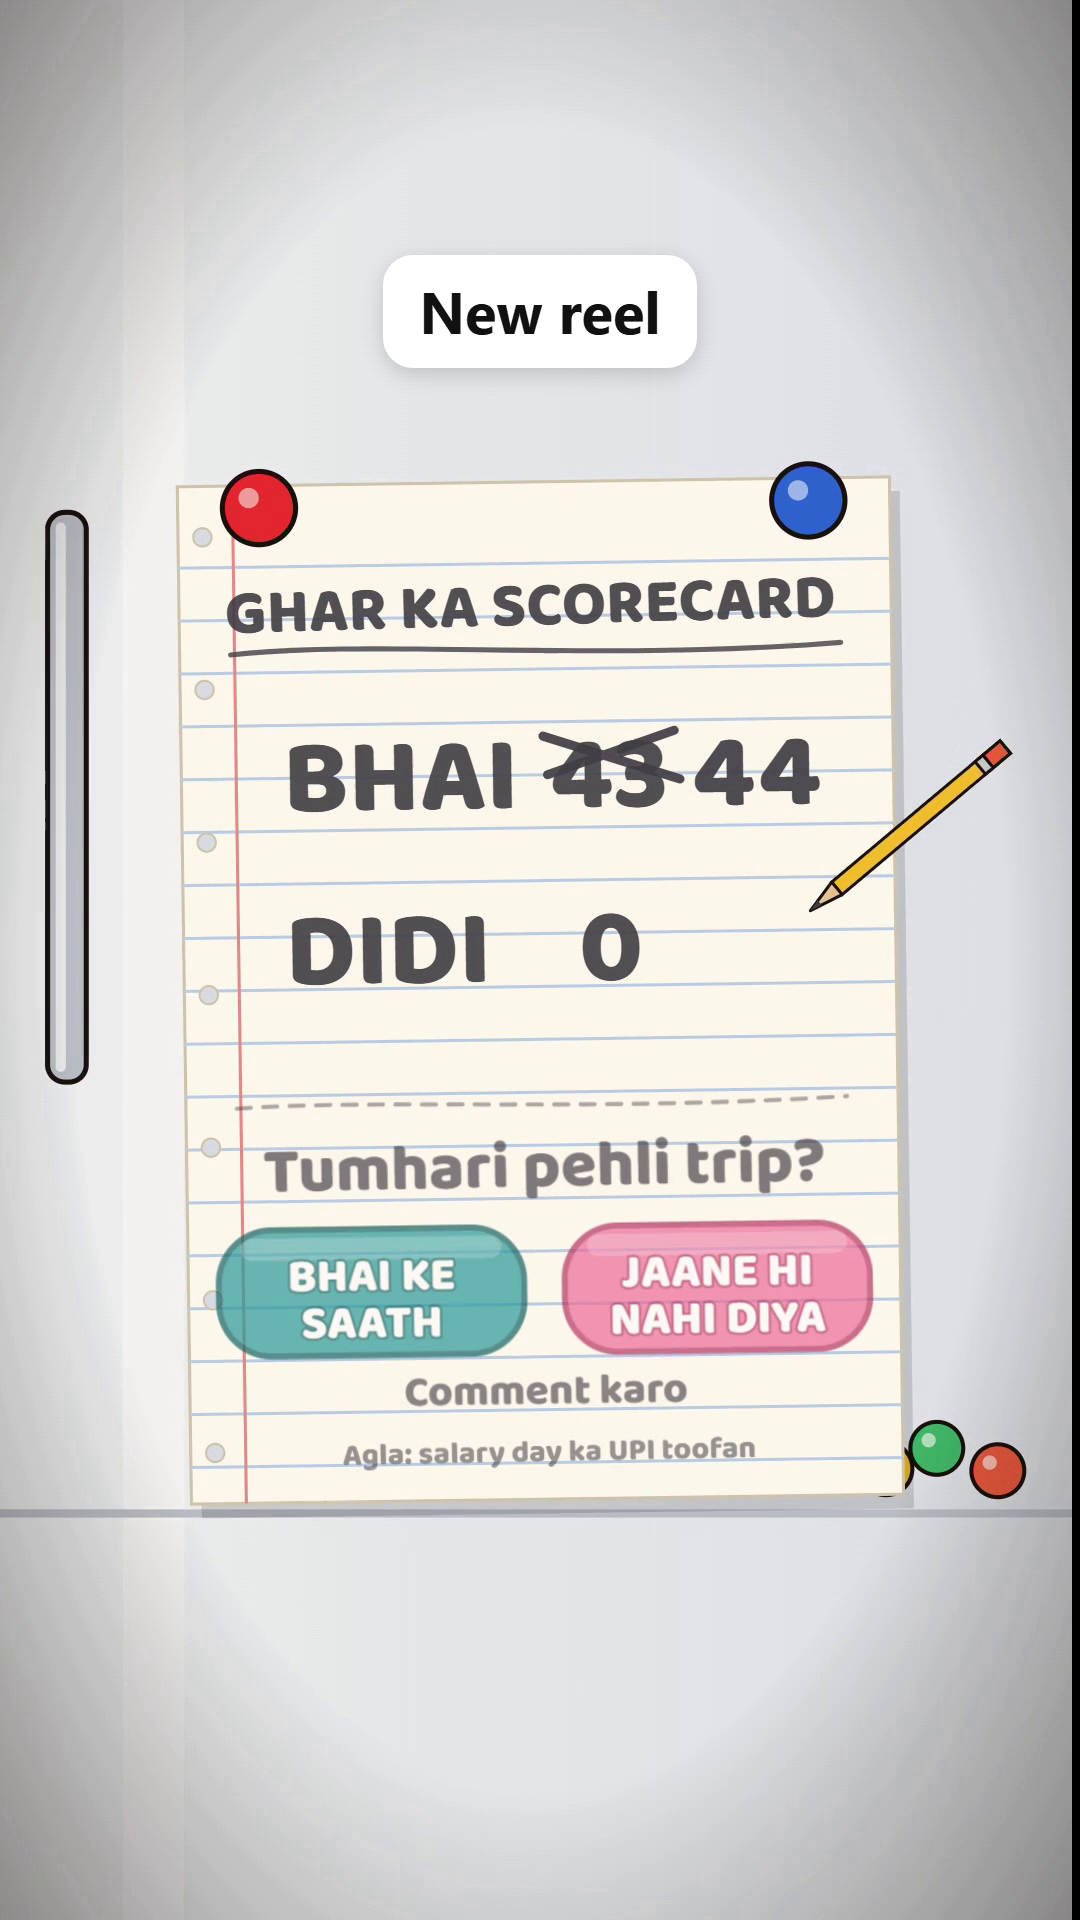 New reel
GHAR KA SCORECARD
BHAI 43 44
DIDI 0
Tumhari pehli trip?
BHAI KE
SAATH
JAANE HI
NAHI DIYA
Comment karo
Agla: salary day ka UPI toofan